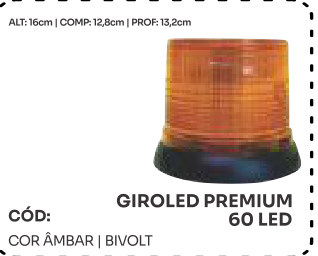 ALT: 16cm | COMP: 12,8cm | PROF: 13,2cm
GIROLED PREMIUM
60 LED
CÓD:
COR ÂMBAR | BIVOLT